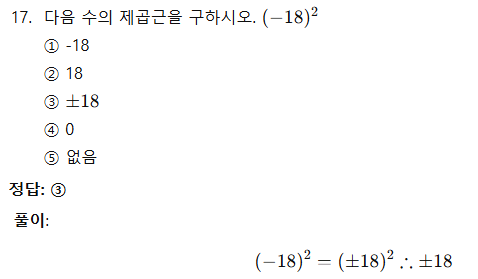 17. 다음 수의 제곱근을 구하시오. (−18)²
① -18
② 18
③ ±18
④ 0
⑤ 없음
정답: ③
풀이:
(−18)² = (±18)² ∴ ±18